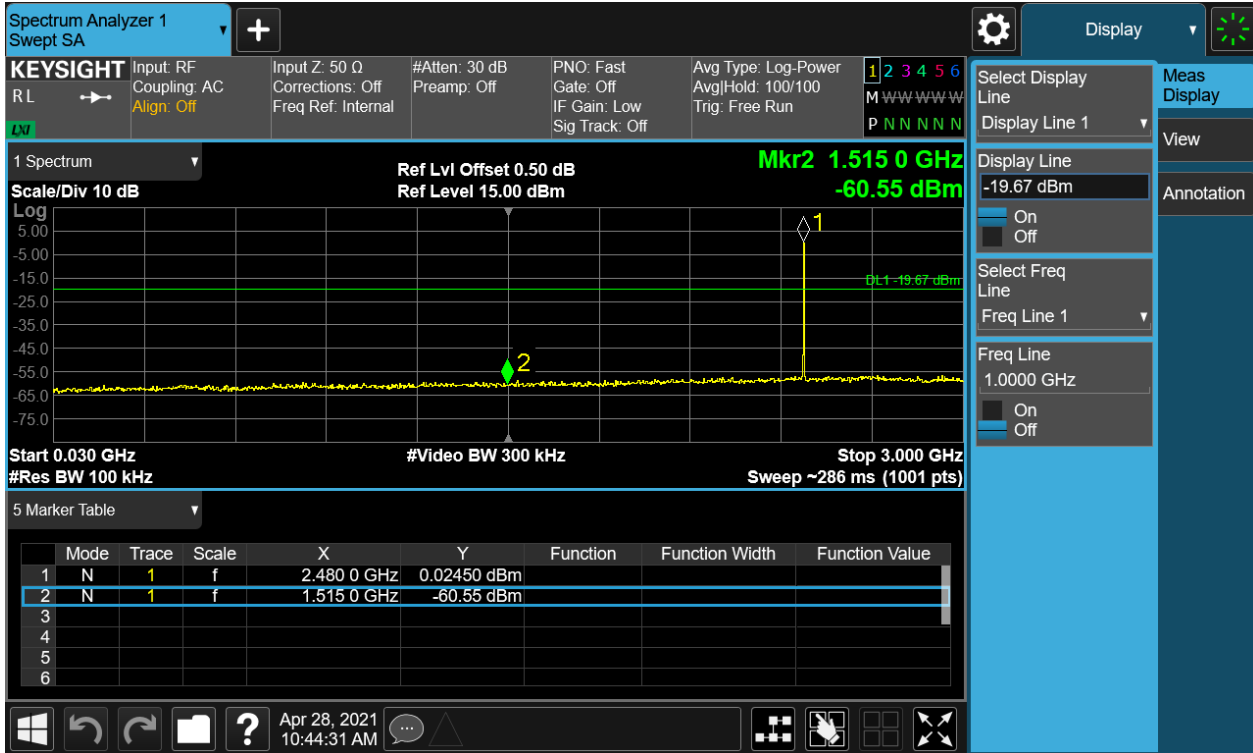 Spectrum Analyzer 1
Swept SA
+
Display
KEYSIGHT
RL
LXI
Input: RF
Coupling: AC
Align: Off
Input Z: 50 Ω
Corrections: Off
Freq Ref: Internal
#Atten: 30 dB
Preamp: Off
PNO: Fast
Gate: Off
IF Gain: Low
Sig Track: Off
Avg Type: Log-Power
Avg|Hold: 100/100
Trig: Free Run
1 2 3 4 5 6
M W W W W W
P N N N N N
1 Spectrum
Scale/Div 10 dB
Ref Lvl Offset 0.50 dB
Ref Level 15.00 dBm
Mkr2 1.515 0 GHz
-60.55 dBm
Log
5.00
-5.00
-15.0
-25.0
-35.0
-45.0
-55.0
-65.0
-75.0
1
DL1 -19.67 dBm
2
Start 0.030 GHz
#Video BW 300 kHz
Stop 3.000 GHz
#Res BW 100 kHz
Sweep ~286 ms (1001 pts)
5 Marker Table
Mode Trace Scale X Y Function Function Width Function Value
1 N 1 f 2.480 0 GHz 0.02450 dBm
2 N 1 f 1.515 0 GHz -60.55 dBm
3
4
5
6
Select Display
Line
Display Line 1
Display Line
-19.67 dBm
On
Off
Select Freq
Line
Freq Line 1
Freq Line
1.0000 GHz
On
Off
Meas
Display
View
Annotation
?
Apr 28, 2021
10:44:31 AM